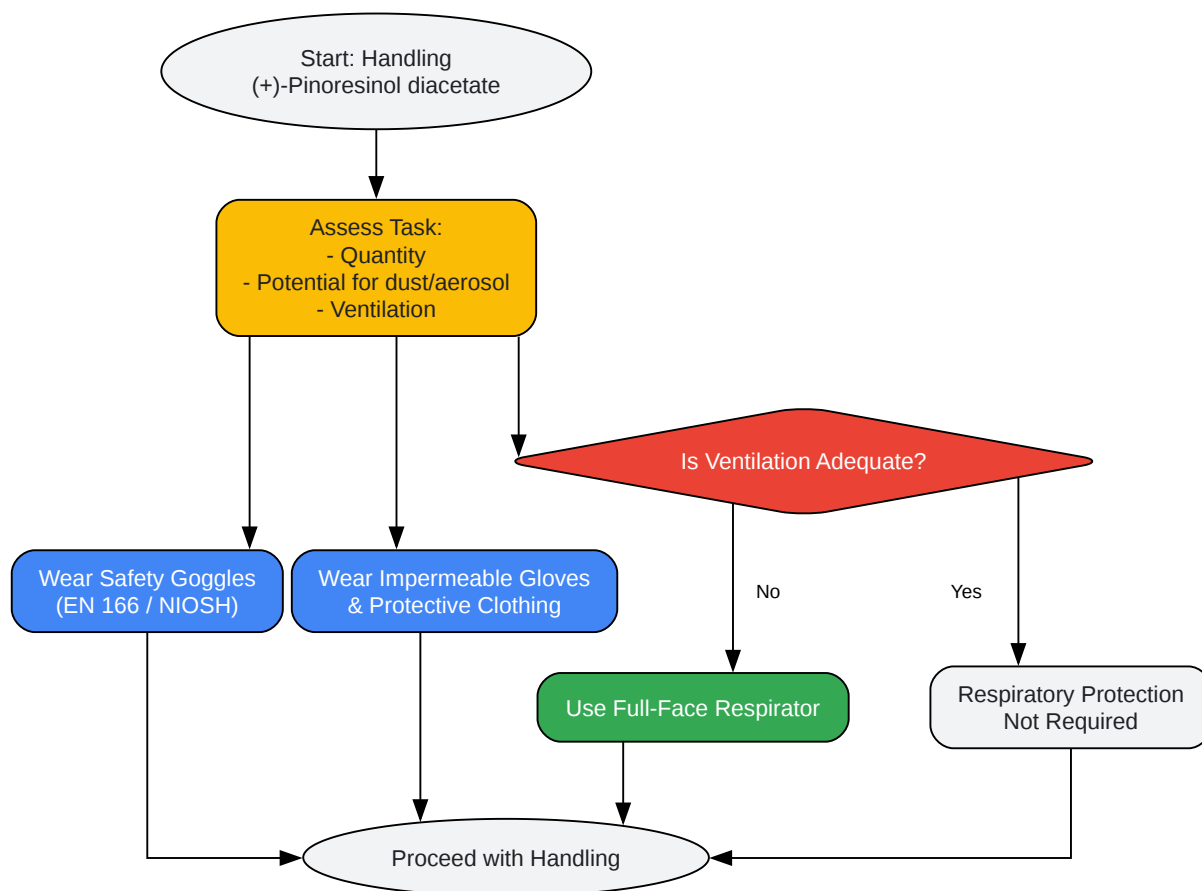 Start: Handling
(+)-Pinoresinol diacetate
Assess Task:
- Quantity
- Potential for dust/aerosol
- Ventilation
Is Ventilation Adequate?
Wear Safety Goggles
(EN 166 / NIOSH)
Wear Impermeable Gloves
& Protective Clothing
No
Yes
Use Full-Face Respirator
Respiratory Protection
Not Required
Proceed with Handling